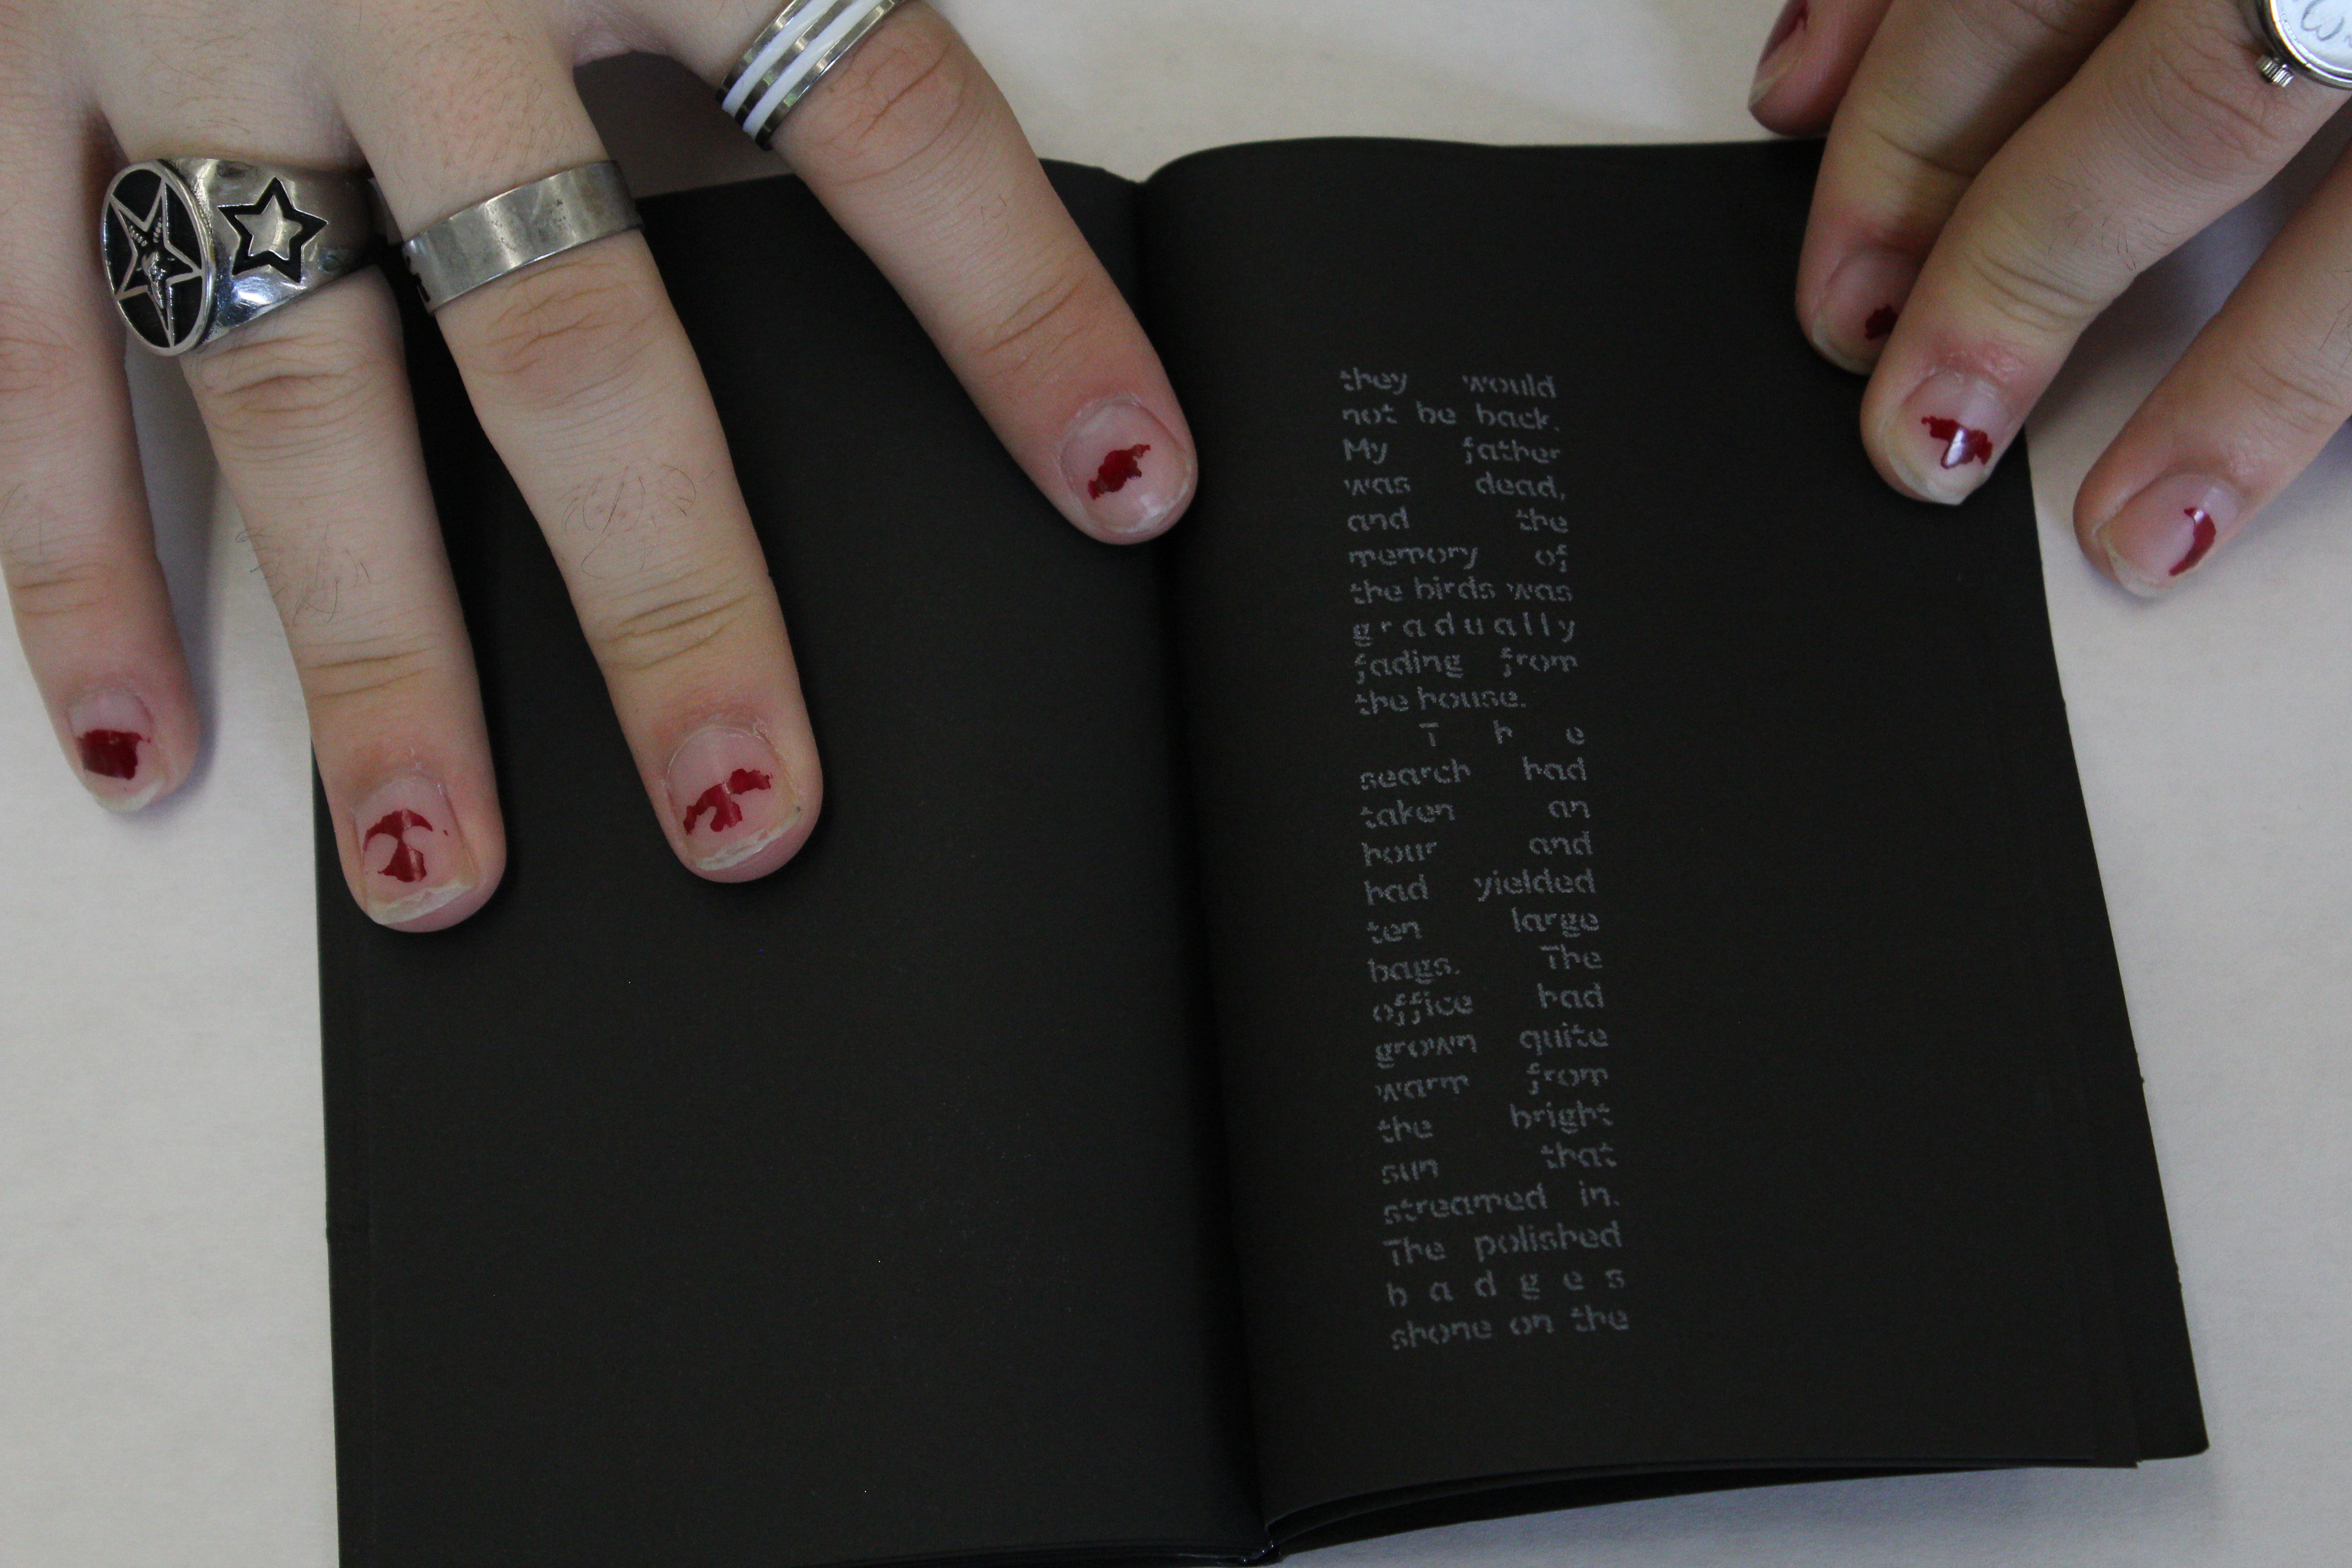 they would
not be back.
My father
was dead,
and the
memory of
the birds was
gradually
fading from
the house.
The
search had
taken an
hour and
had yielded
ten large
bags. The
office had
grown quite
warm from
the bright
sun that
streamed in.
The polished
badges
shone on the